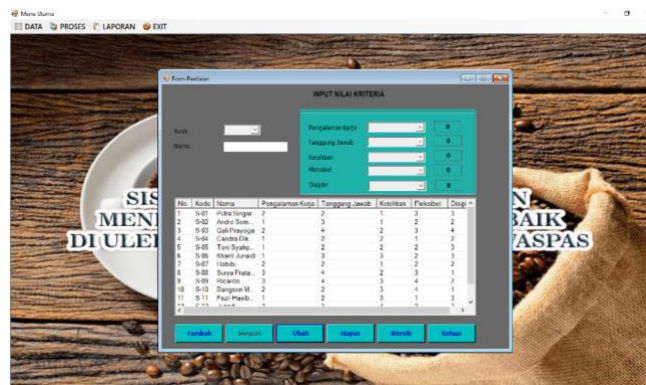 Menu Utama
DATA PROSES LAPORAN EXIT
Form Penilaian
INPUT NILAI KRITERIA
Kode
Nama
Pengalaman Kerja 0
Tanggung Jawab 0
Ketelitian 0
Fleksibel 0
Disiplin 0
SIS N
MEN BAIK
DI ULE WASPAS
No. Kode Nama Pengalaman Kerja Tanggung Jawab Ketelitian Fleksibel Disip
1 S-01 Putra Siregar 2 2 1 3 3
2 S-02 Andre Som... 1 3 1 2 2
3 S-03 Gali Prayoga 2 4 2 3 4
4 S-04 Candra Dik... 1 2 2 1 2
5 S-05 Toni Syahp... 1 2 2 2 3
6 S-06 Khairil Junaidi 1 3 3 2 3
7 S-07 Habibi 2 2 1 2 2
8 S-08 Surya Prata... 3 4 2 3 1
9 S-09 Ricardo 3 4 3 4 2
10 S-10 2 2 3 4 1
11 S-11 Fazri Hasib... 1 2 3 1 3
Tambah Simpan Ubah Hapus Bersih Keluar